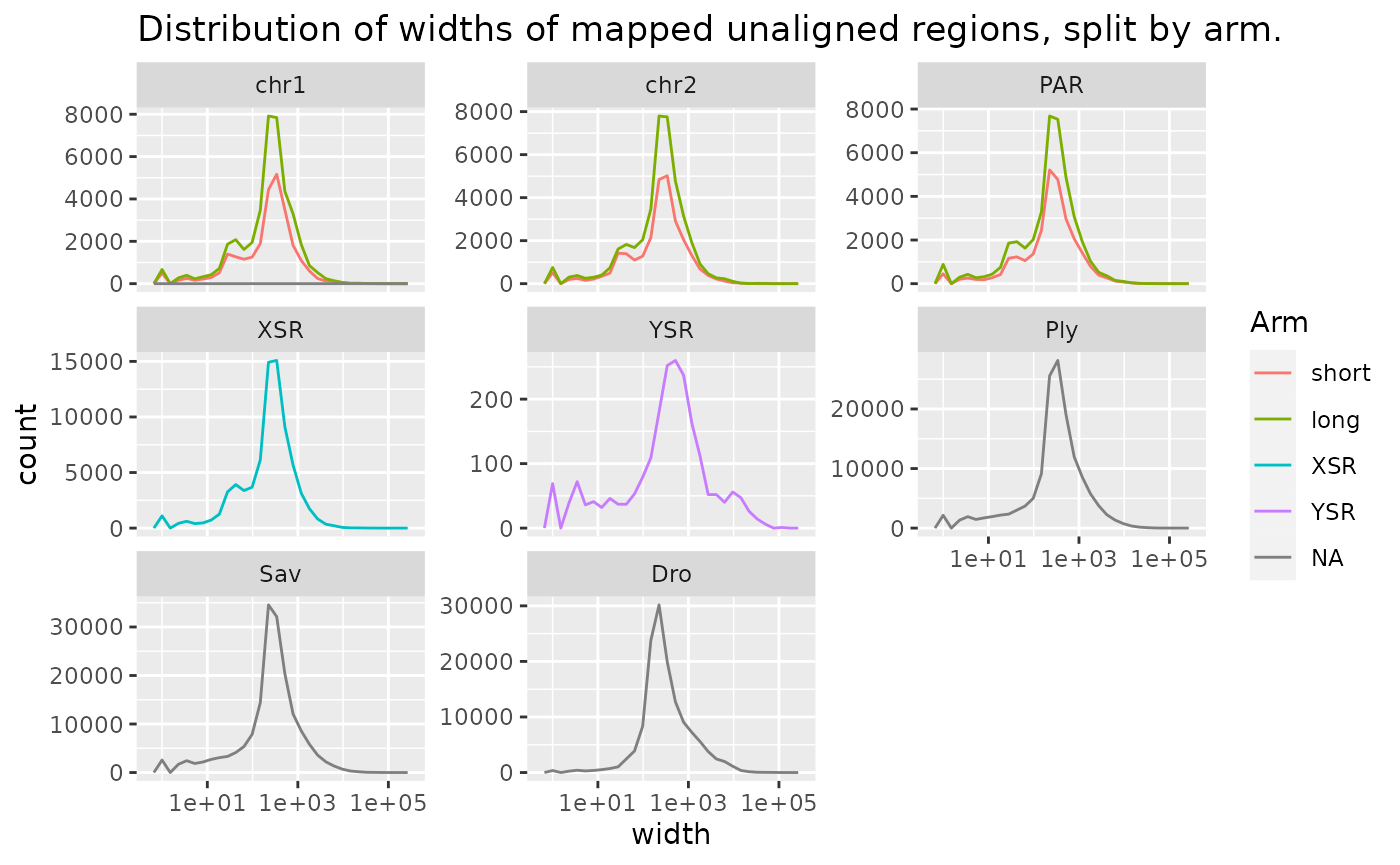 Distribution of widths of mapped unaligned regions, split by arm.
chr1
chr2
PAR
8000
6000
4000
2000
0
8000
6000
4000
2000
0
8000
6000
4000
2000
0
XSR
YSR
Ply
15000
10000
5000
0
200
100
0
20000
10000
0
1e+01 1e+03 1e+05
Sav
Dro
30000
20000
10000
0
30000
20000
10000
0
1e+01 1e+03 1e+05
1e+01 1e+03 1e+05
width
count
Arm
short
long
XSR
YSR
NA